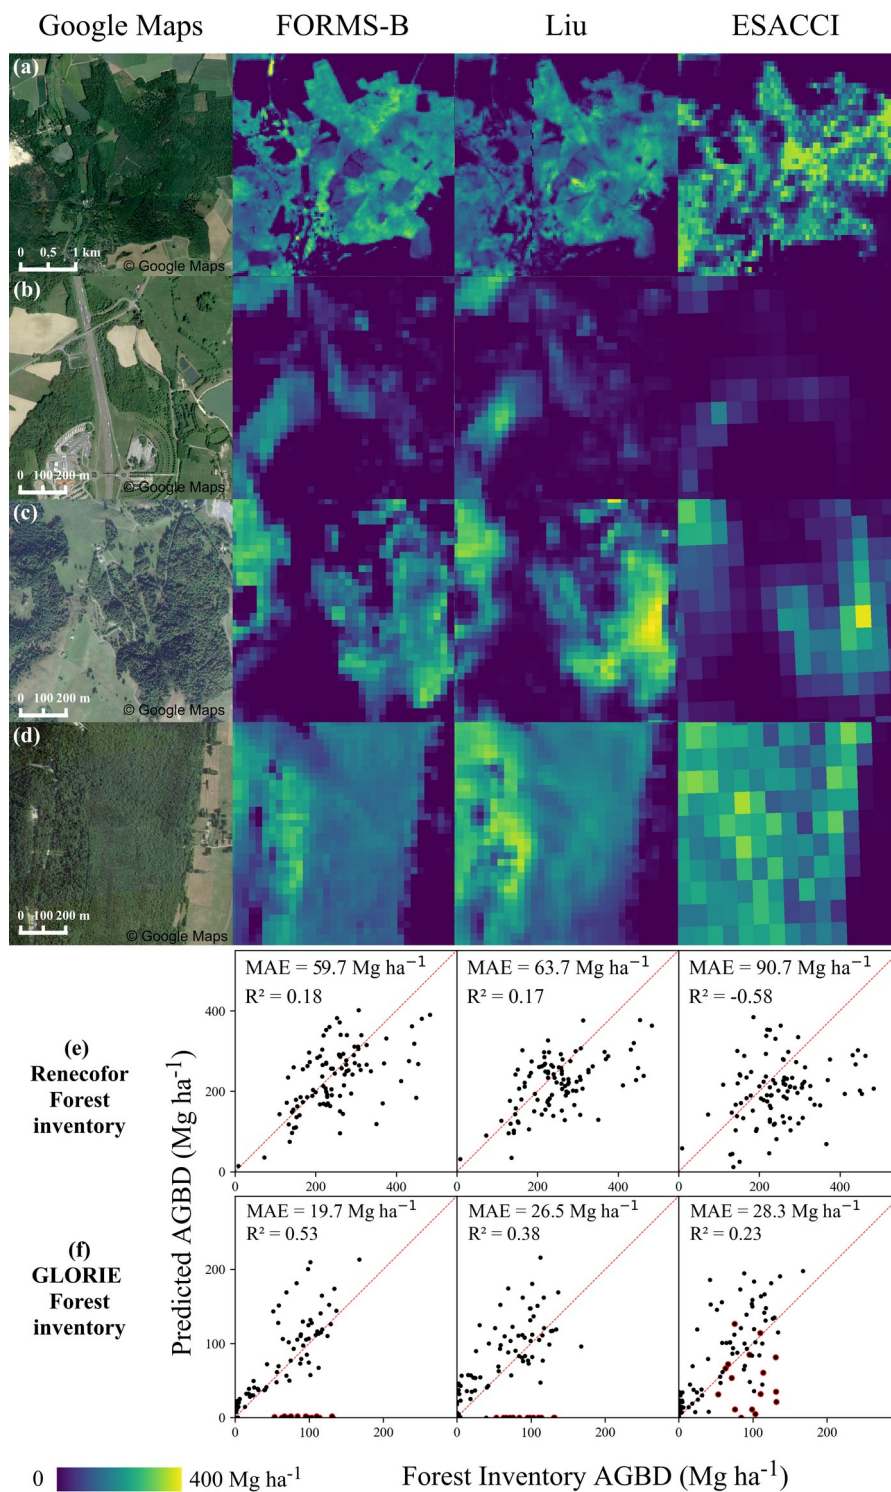 Google Maps FORMS-B Liu ESACCI
(a)
0 0.5 1 km
© Google Maps
(b)
0 100 200 m
© Google Maps
(c)
0 100 200 m
© Google Maps
(d)
0 100 200 m
© Google Maps
(e)
Renecofor
Forest
inventory
MAE = 59.7 Mg ha⁻¹
R² = 0.18
MAE = 63.7 Mg ha⁻¹
R² = 0.17
MAE = 90.7 Mg ha⁻¹
R² = -0.58
400
200
0
0 200 400
0 200 400
0 200 400
Predicted AGBD (Mg ha⁻¹)
(f)
GLORIE
Forest
inventory
MAE = 19.7 Mg ha⁻¹
R² = 0.53
MAE = 26.5 Mg ha⁻¹
R² = 0.38
MAE = 28.3 Mg ha⁻¹
R² = 0.23
200
100
0
0 200
0 200
0 200
0 400 Mg ha⁻¹
Forest Inventory AGBD (Mg ha⁻¹)